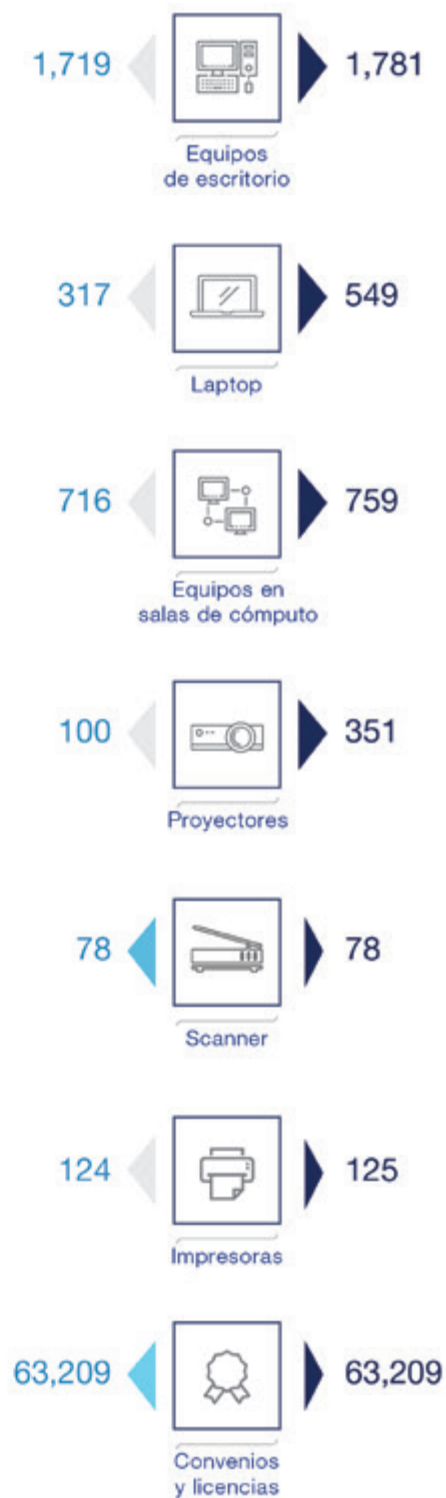 1,719
1,781
Equipos
de escritorio
317
549
Laptop
716
759
Equipos en
salas de cómputo
100
351
Proyectores
78
78
Scanner
124
125
Impresoras
63,209
63,209
Convenios
y licencias